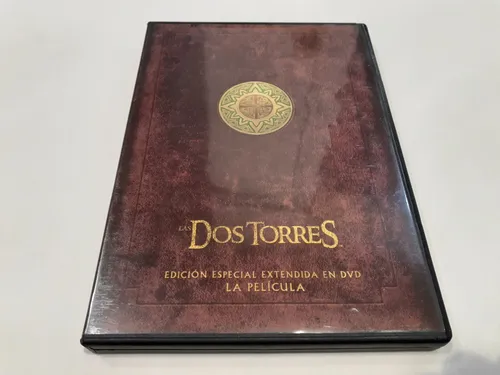 LAS
DOS TORRES
EDICIÓN ESPECIAL EXTENDIDA EN DVD
LA PELÍCULA